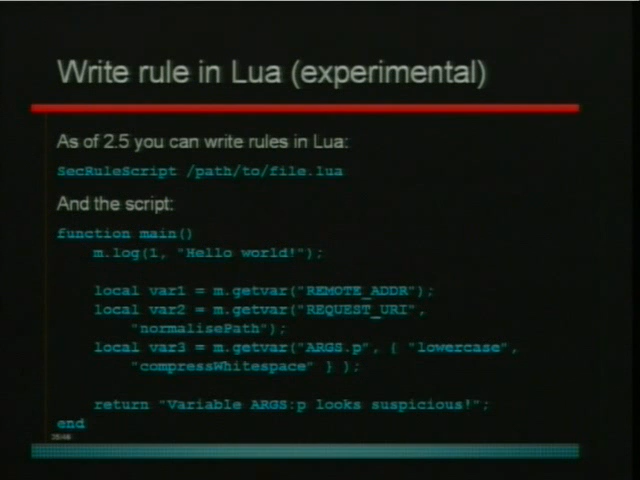 Write rule in Lua (experimental)
As of 2.5 you can write rules in Lua:
SecRuleScript /path/to/file.lua
And the script:
function main()
m.log(1, "Hello world!");
local var1 = m.getvar("REMOTE_ADDR");
local var2 = m.getvar("REQUEST_URI",
"normalisePath");
local var3 = m.getvar("ARGS.p", { "lowercase",
"compressWhitespace" } );
return "Variable ARGS:p looks suspicious!";
end